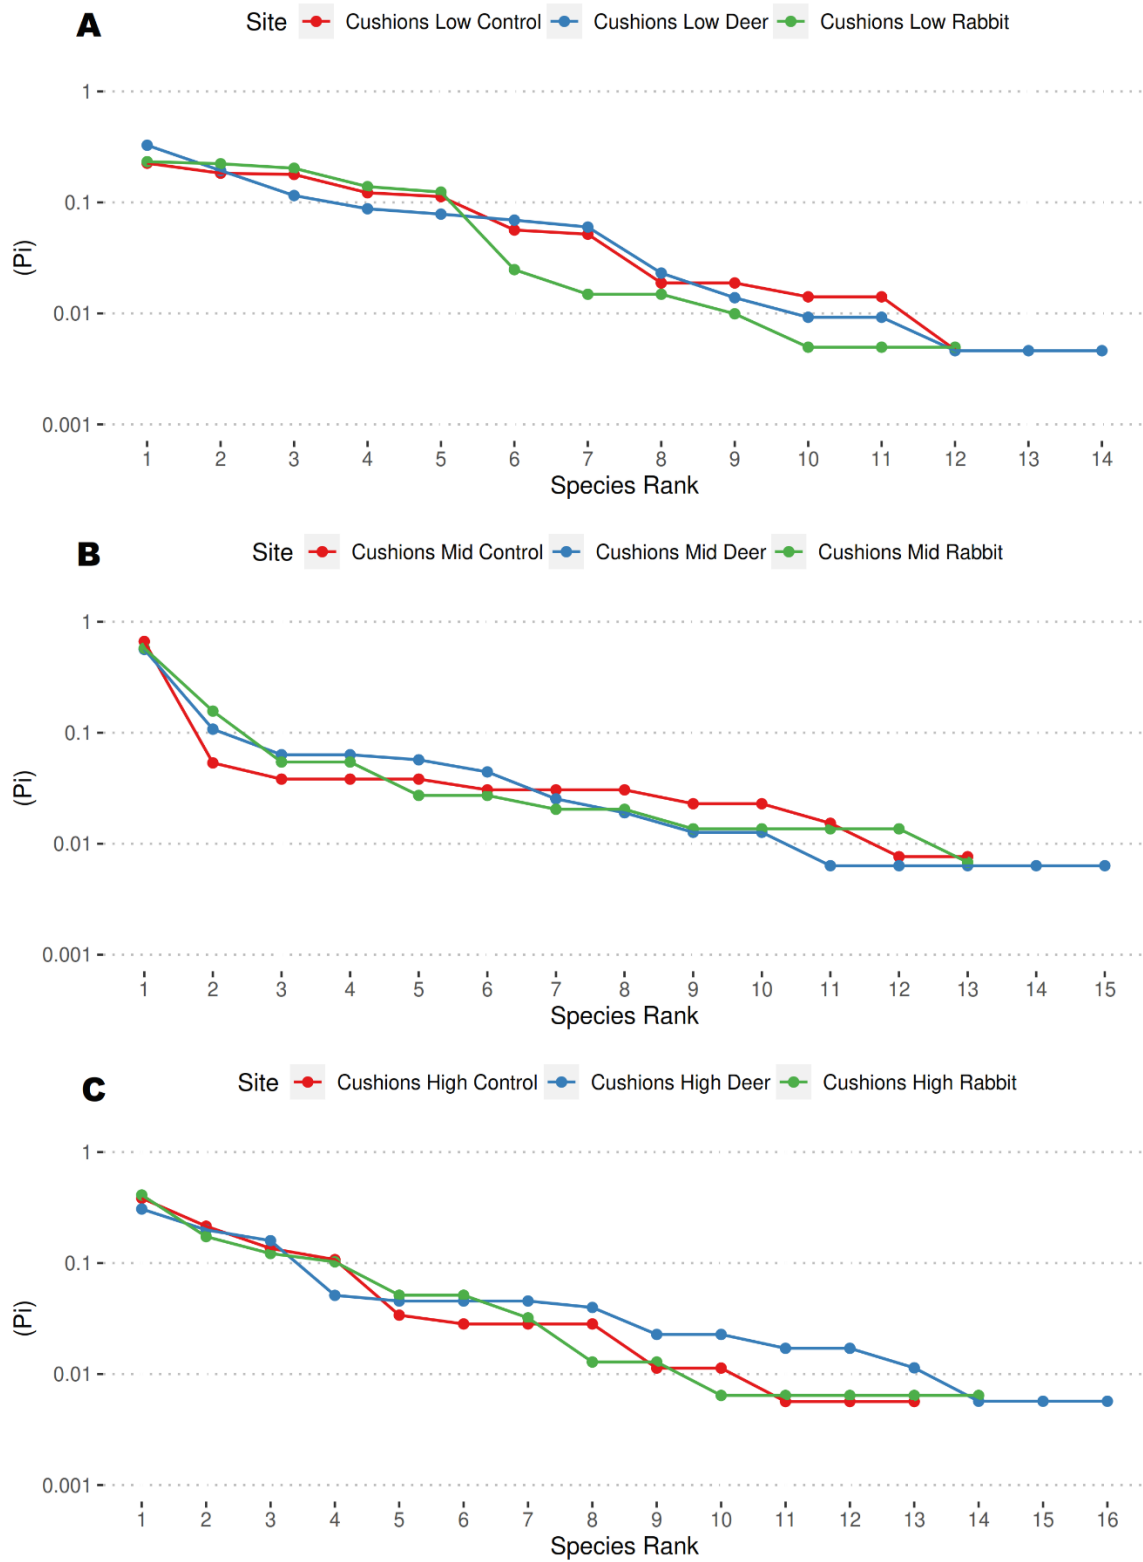 A
Site Cushions Low Control Cushions Low Deer Cushions Low Rabbit
1
0.1
(Pi)
0.01
0.001
1 2 3 4 5 6 7 8 9 10 11 12 13 14
Species Rank
B
Site Cushions Mid Control Cushions Mid Deer Cushions Mid Rabbit
1
0.1
(Pi)
0.01
0.001
1 2 3 4 5 6 7 8 9 10 11 12 13 14 15
Species Rank
C
Site Cushions High Control Cushions High Deer Cushions High Rabbit
1
0.1
(Pi)
0.01
0.001
1 2 3 4 5 6 7 8 9 10 11 12 13 14 15 16
Species Rank